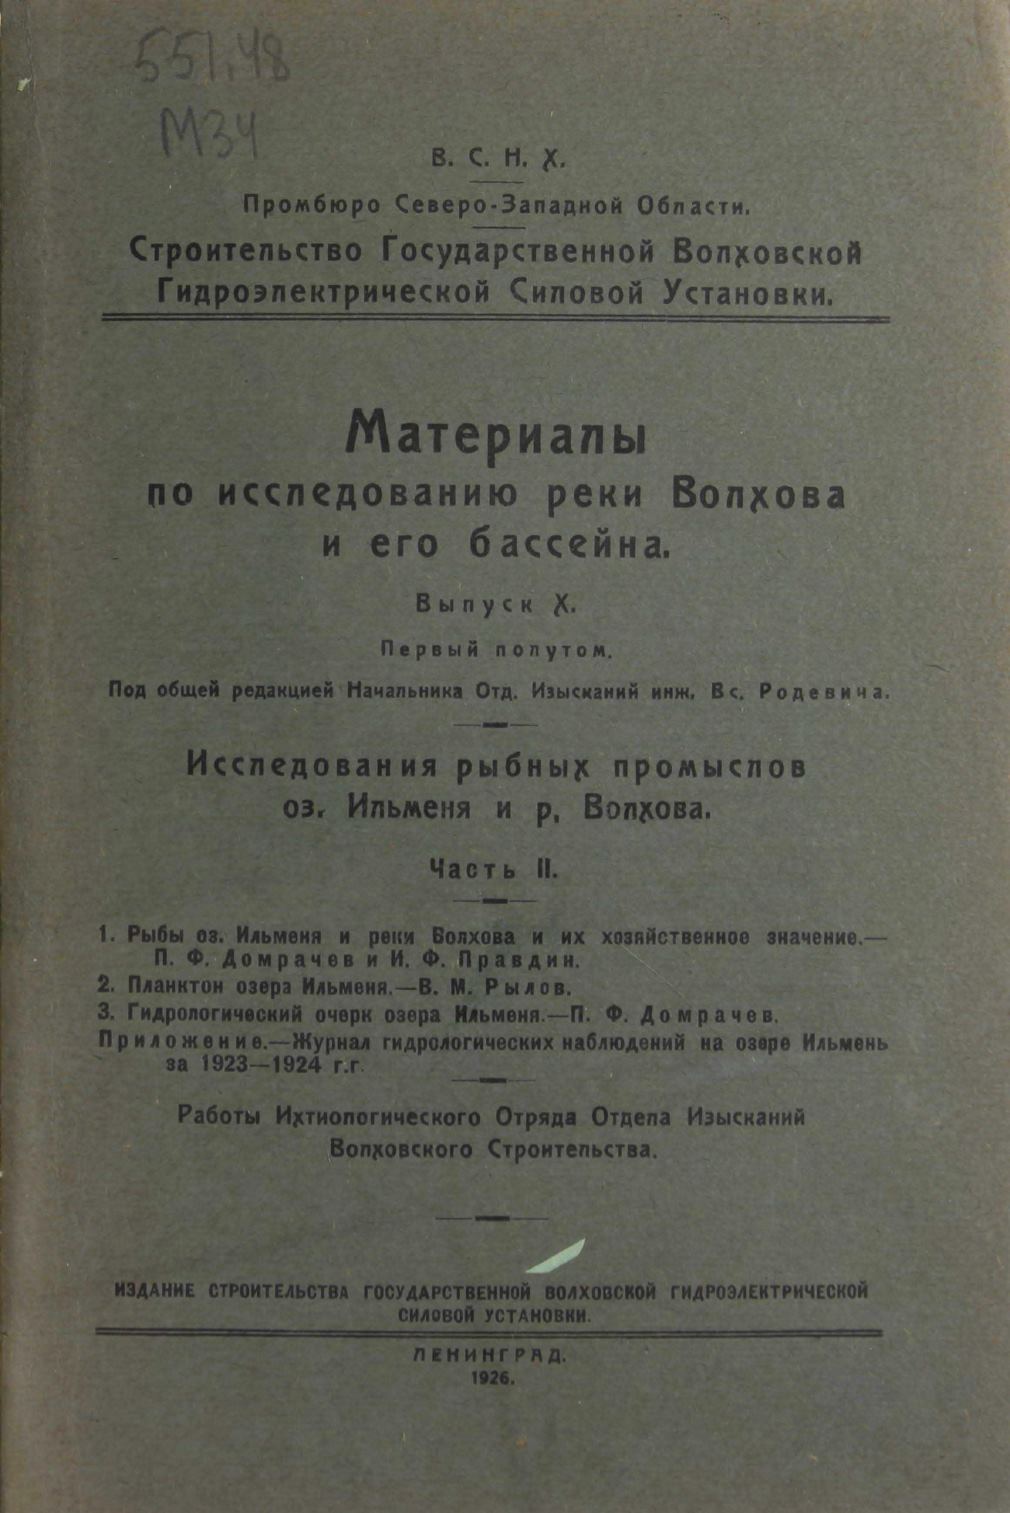 551.48
М34
В. С. Н. Х.
Промбюро Северо-Западной Области.
Строительство Государственной Волховской
Гидроэлектрической Силовой Установки.
Материалы
по исследованию реки Волхова
и его бассейна.
Выпуск X.
Первый полутом.
Под общей редакцией Начальника Отд. Изысканий инж. Вс. Родевича.
Исследования рыбных промыслов
оз. Ильменя и р. Волхова.
Часть II.
1. Рыбы оз. Ильменя и реки Волхова и их хозяйственное значение.—
П. Ф. Домрачев и И. Ф. Правдин.
2. Планктон озера Ильменя.—В. М. Рылов.
3. Гидрологический очерк озера Ильменя.—П. Ф. Домрачев.
Приложение.—Журнал гидрологических наблюдений на озере Ильмень
за 1923—1924 г.г.
Работы Ихтиологического Отряда Отдела Изысканий
Волховского Строительства.
ИЗДАНИЕ СТРОИТЕЛЬСТВА ГОСУДАРСТВЕННОЙ ВОЛХОВСКОЙ ГИДРОЭЛЕКТРИЧЕСКОЙ
СИЛОВОЙ УСТАНОВКИ.
ЛЕНИНГРАД.
1926.